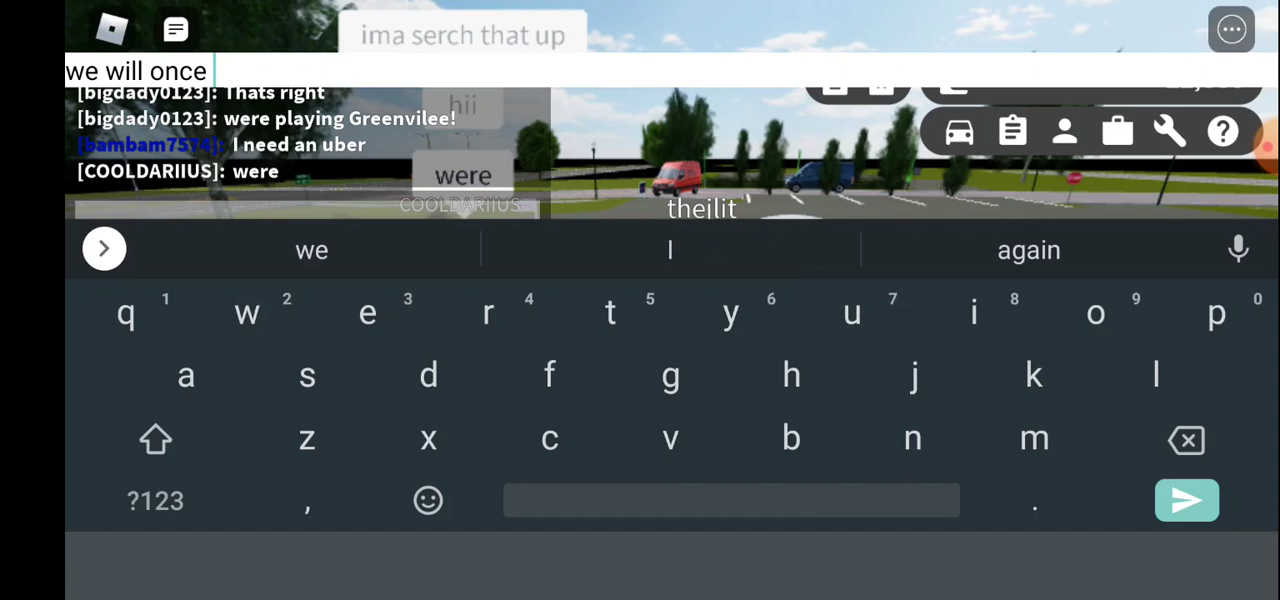 ima serch that up
we will once
[bigdady0123]: Thats right
hii
[bigdady0123]: were playing Greenvilee!
[bambam7574]: I need an uber
[COOLDARIIUS]: were
were
COOLDARIIUS
theilit
we I again
q 1 w 2 e 3 r 4 t 5 y 6 u 7 i 8 o 9 p 0
a s d f g h j k l
z x c v b n m
?123 , .